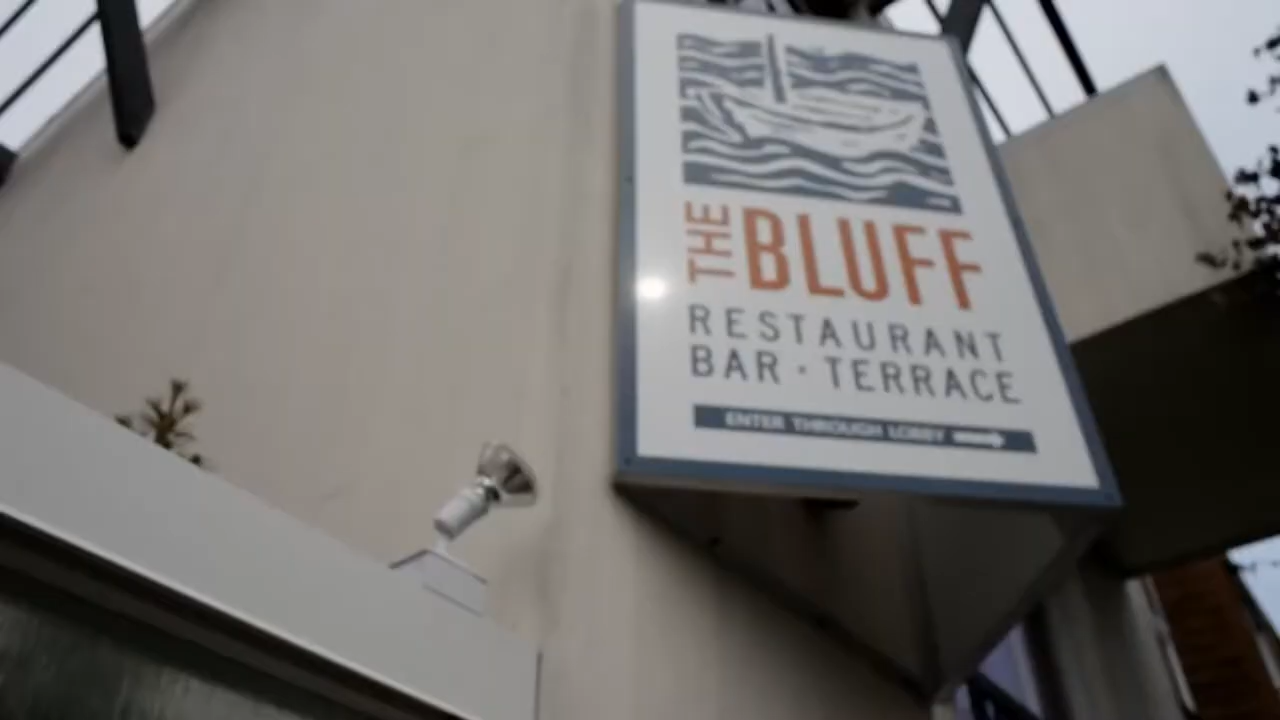 THE BLUFF
RESTAURANT
BAR · TERRACE
ENTER THROUGH LOBBY